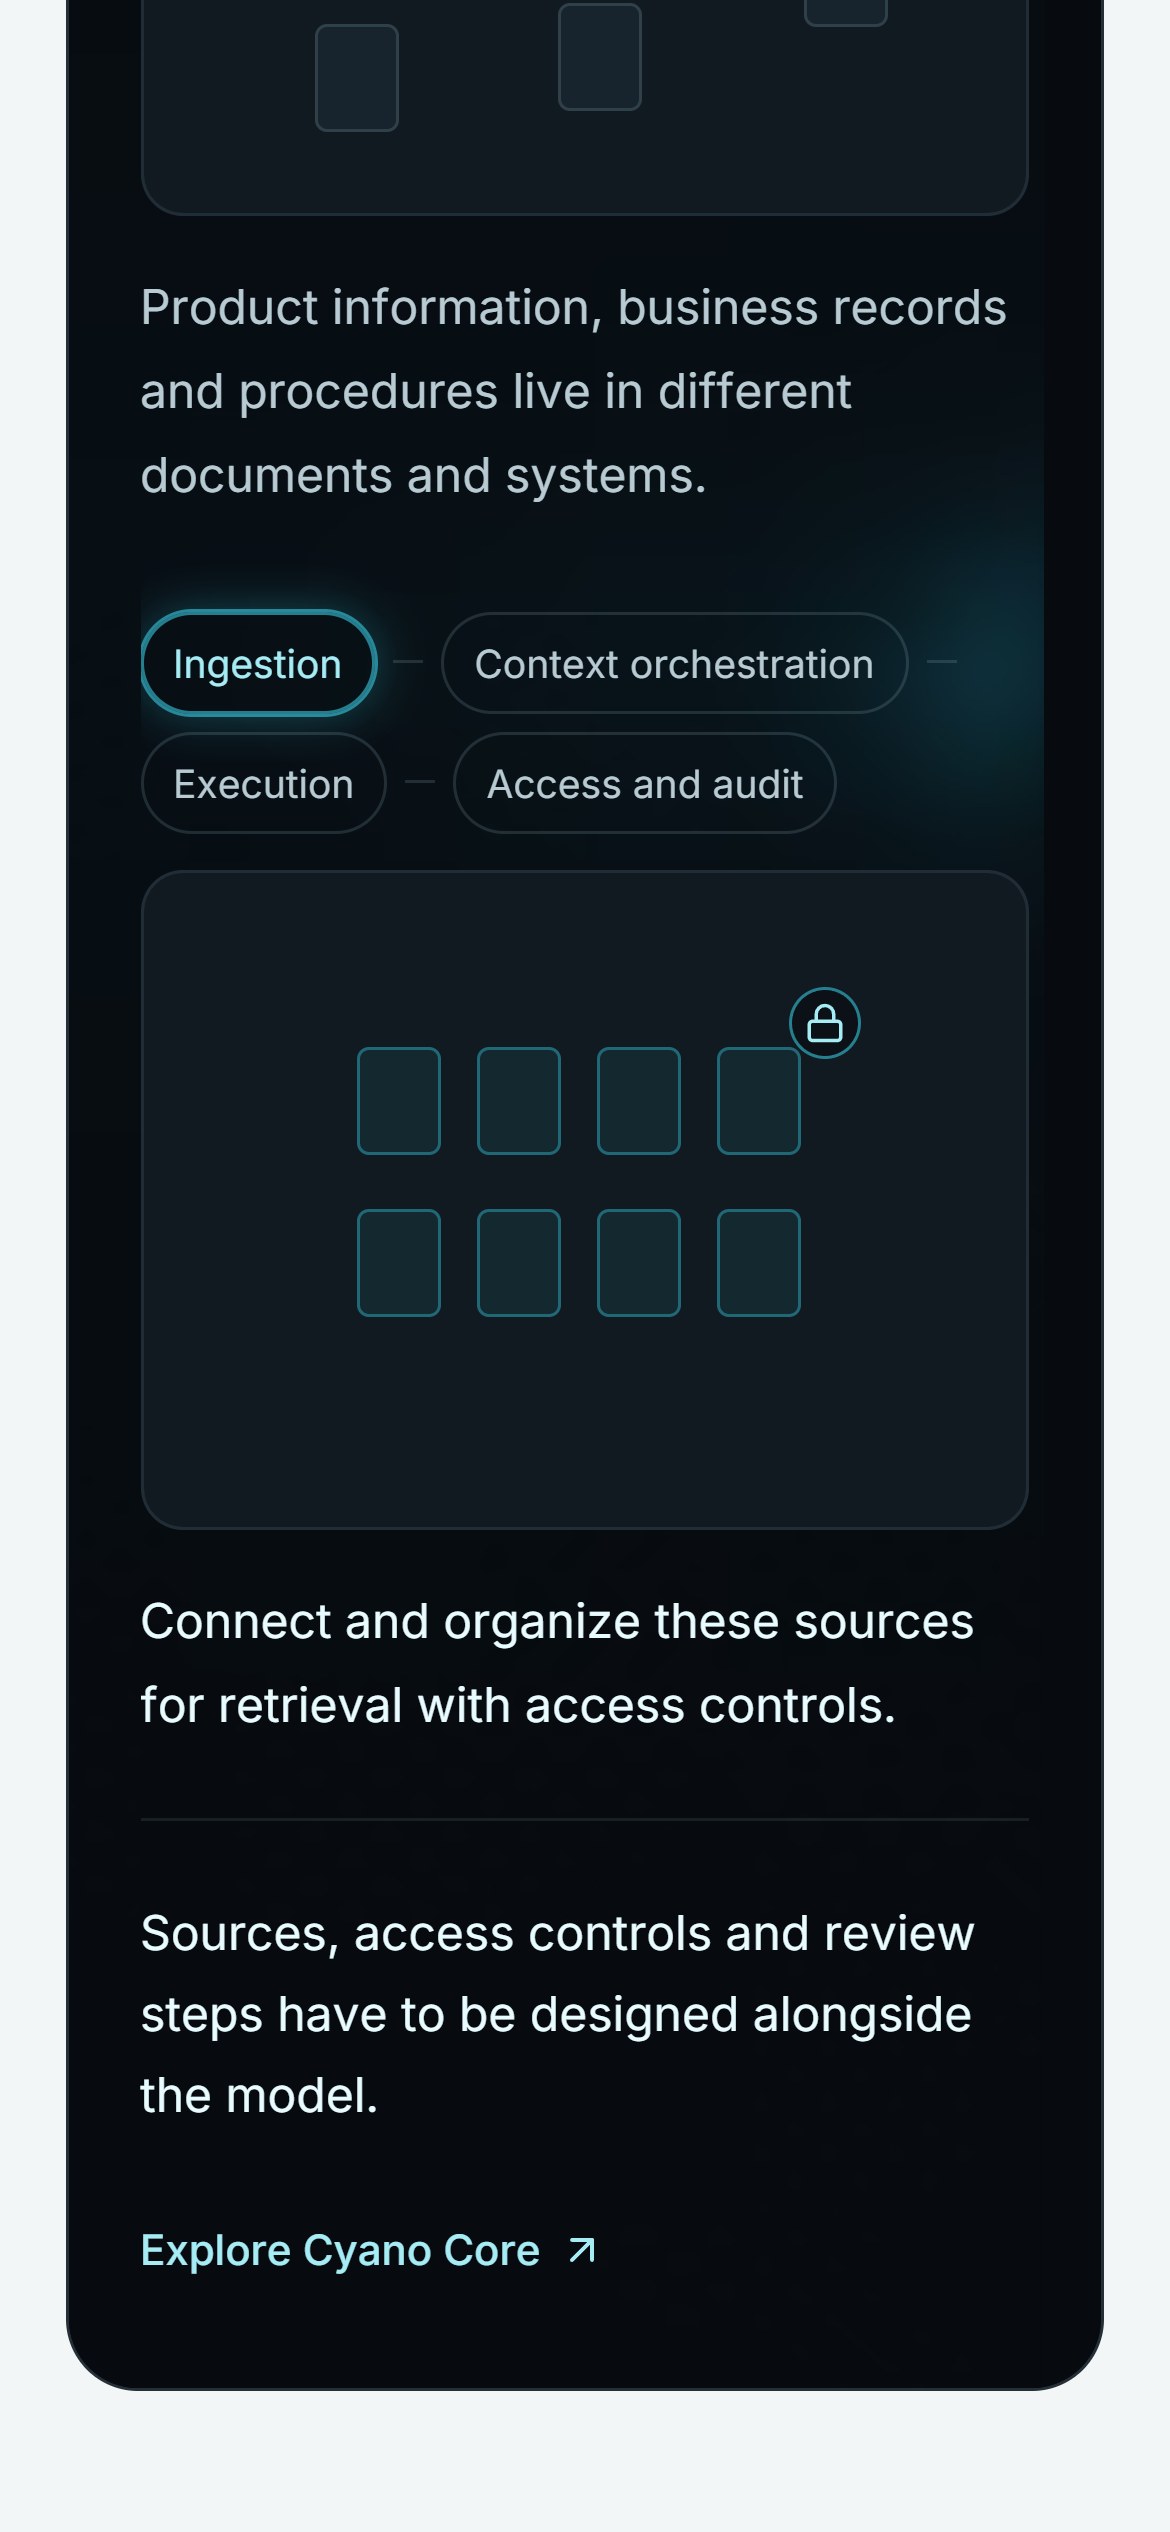 Product information, business records
and procedures live in different
documents and systems.
Ingestion
Context orchestration
Execution
Access and audit
Connect and organize these sources
for retrieval with access controls.
Sources, access controls and review
steps have to be designed alongside
the model.
Explore Cyano Core